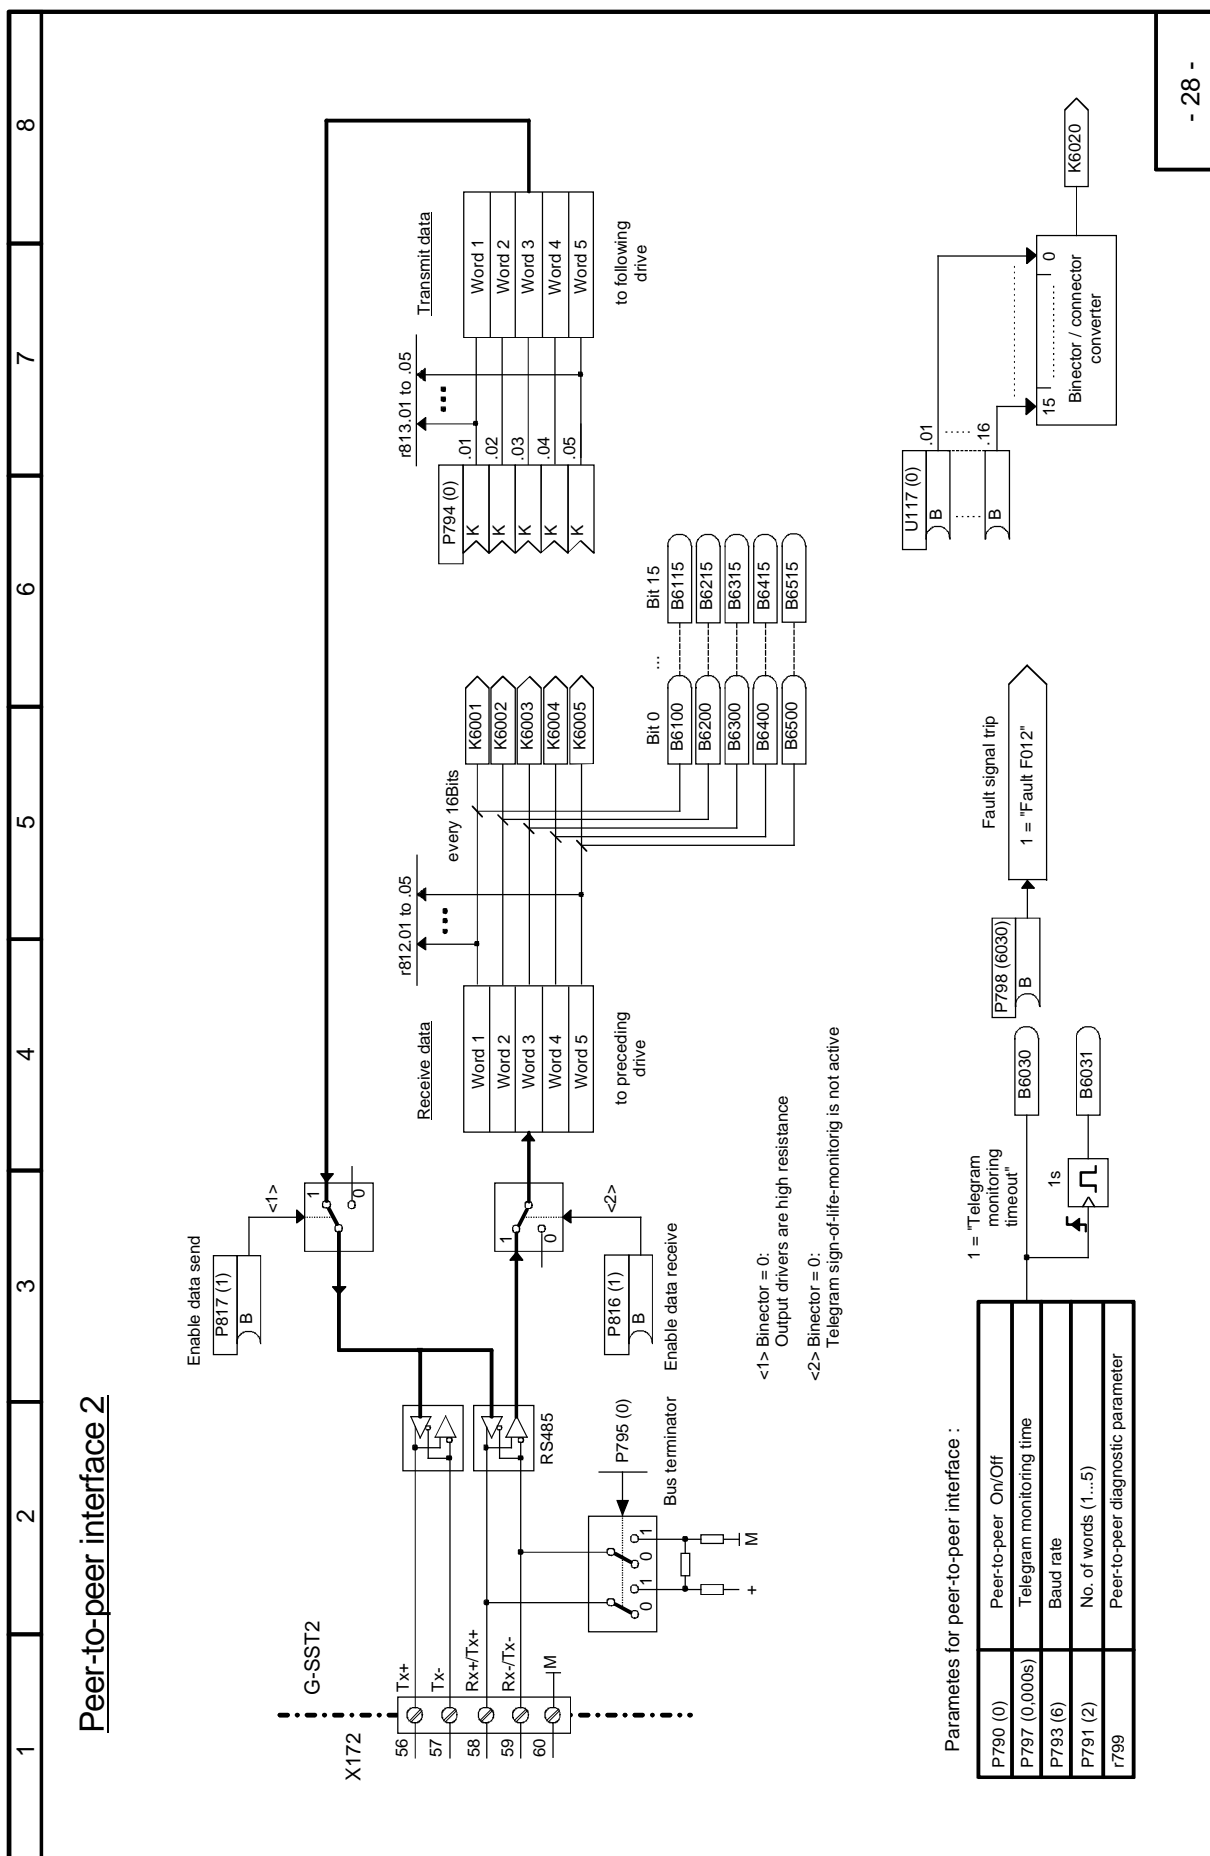 1 2 3 4 5 6 7 8
Peer-to-peer interface 2
Enable data send
P817 (1)
B
<1>
1
0
G-SST2
X172
56
Tx+
57
Tx-
58
Rx+/Tx+
59
Rx-/Tx-
60
M
RS485
Bus terminator
P795 (0)
0 1 0 1
+ M
1
0
<2>
P816 (1)
B
Enable data receive
<1> Binector = 0:
Output drivers are high resistance
<2> Binector = 0:
Telegram sign-of-life-monitorig is not active
Receive data
Word 1
Word 2
Word 3
Word 4
Word 5
to preceding
drive
r812.01 to .05
every 16Bits
K6001
K6002
K6003
K6004
K6005
Bit 0 ... Bit 15
B6100 B6115
B6200 B6215
B6300 B6315
B6400 B6415
B6500 B6515
P794 (0)
K .01
K .02
K .03
K .04
K .05
r813.01 to .05
Transmit data
Word 1
Word 2
Word 3
Word 4
Word 5
to following
drive
Parametes for peer-to-peer interface :
P790 (0) Peer-to-peer On/Off
P797 (0,000s) Telegram monitoring time
P793 (6) Baud rate
P791 (2) No. of words (1...5)
r799 Peer-to-peer diagnostic parameter
1 = "Telegram
monitoring
timeout"
B6030
1s
B6031
P798 (6030)
B
Fault signal trip
1 = "Fault F012"
U117 (0)
B .01
..... .....
B .16
15 ............. 0
Binector / connector
converter
K6020
- 28 -